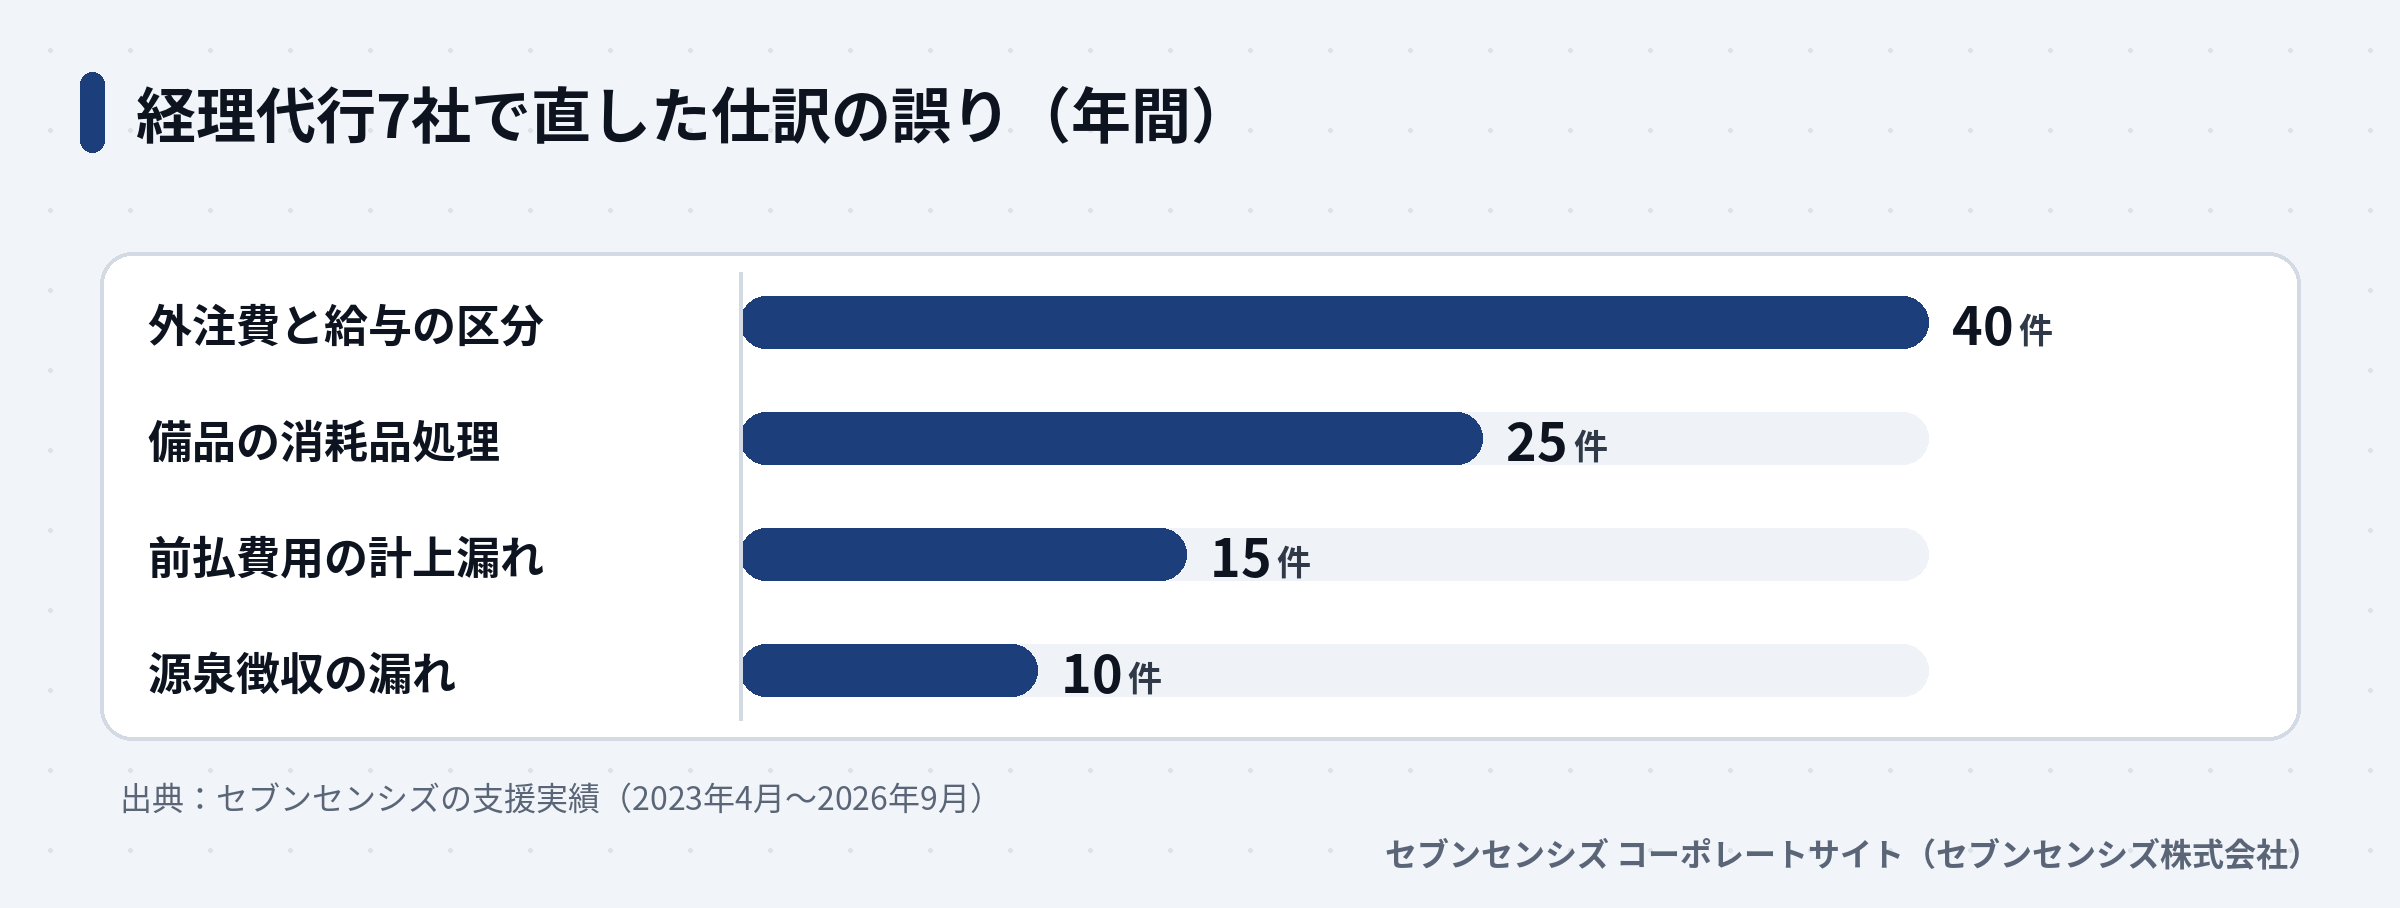 経理代行7社で直した仕訳の誤り（年間）
外注費と給与の区分 40件
備品の消耗品処理 25件
前払費用の計上漏れ 15件
源泉徴収の漏れ 10件
出典：セブンセンシズの支援実績（2023年4月〜2026年9月）
セブンセンシズ コーポレートサイト（セブンセンシズ株式会社）